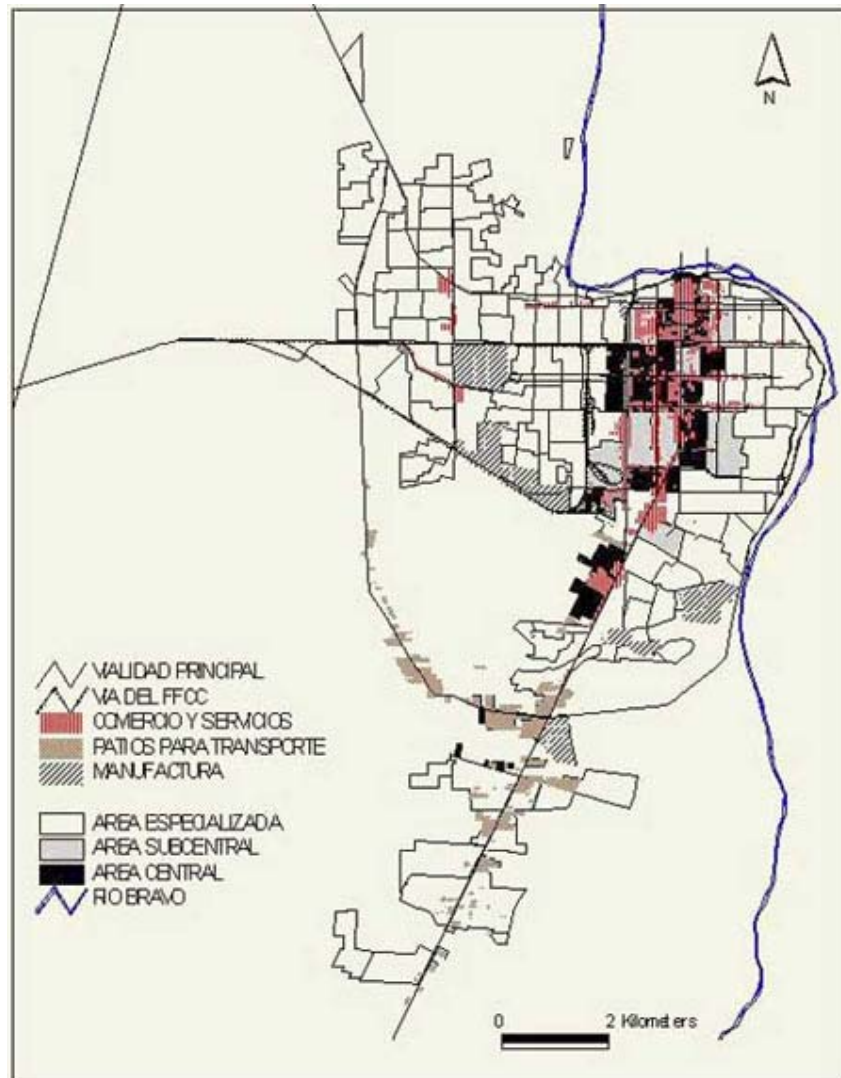 N
VIALIDAD PRINCIPAL
VIA DEL FFCC
COMERCIO Y SERVICIOS
PATIOS PARA TRANSPORTE
MANUFACTURA
AREA ESPECIALIZADA
AREA SUBCENTRAL
AREA CENTRAL
RIO BRAVO
0 2 Kilometers